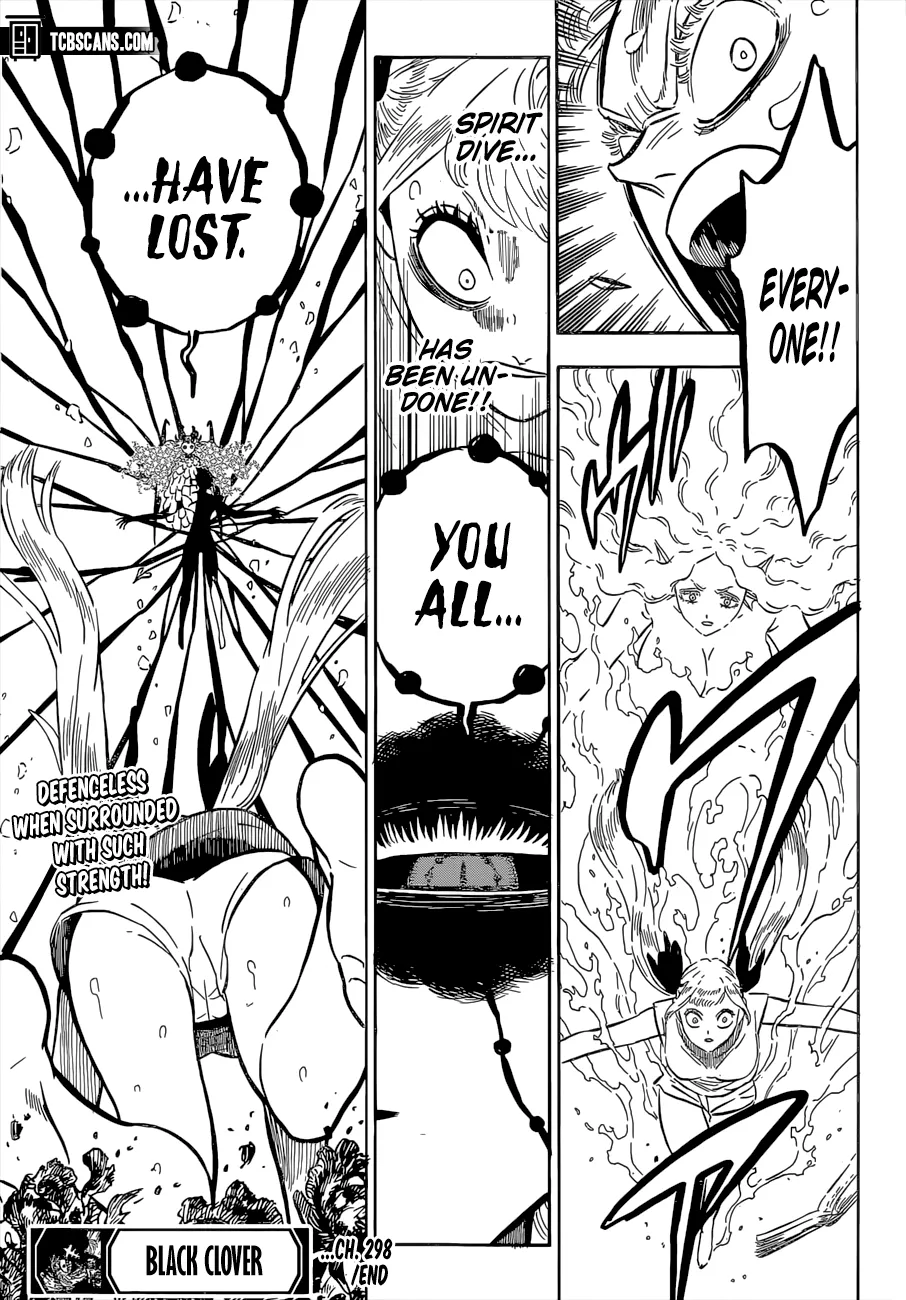 TCBSCANS.COM
EVERY-
ONE!!
SPIRIT
DIVE...
HAS
BEEN UN-
DONE!!
YOU
ALL...
...HAVE
LOST.
DEFENCELESS
WHEN SURROUNDED
WITH SUCH
STRENGTH!
BLACK CLOVER
...CH. 298
/END